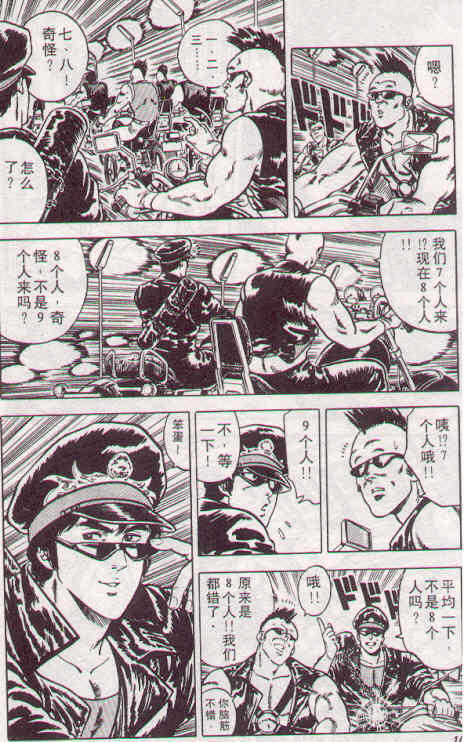 嗯？
一、二、
三……
七、八！
奇怪？
怎么
了？
我们7个人来
!?现在8个人
!!
8个人，奇
怪，不是9
个人来吗？
咦!?7
个人哦!!
9个人!!
不，等
一下！
笨蛋！
平均一下，
不是8个
人吗？
哦!!
原来是
8个人!!我们
都错了．
你脑筋
不错．